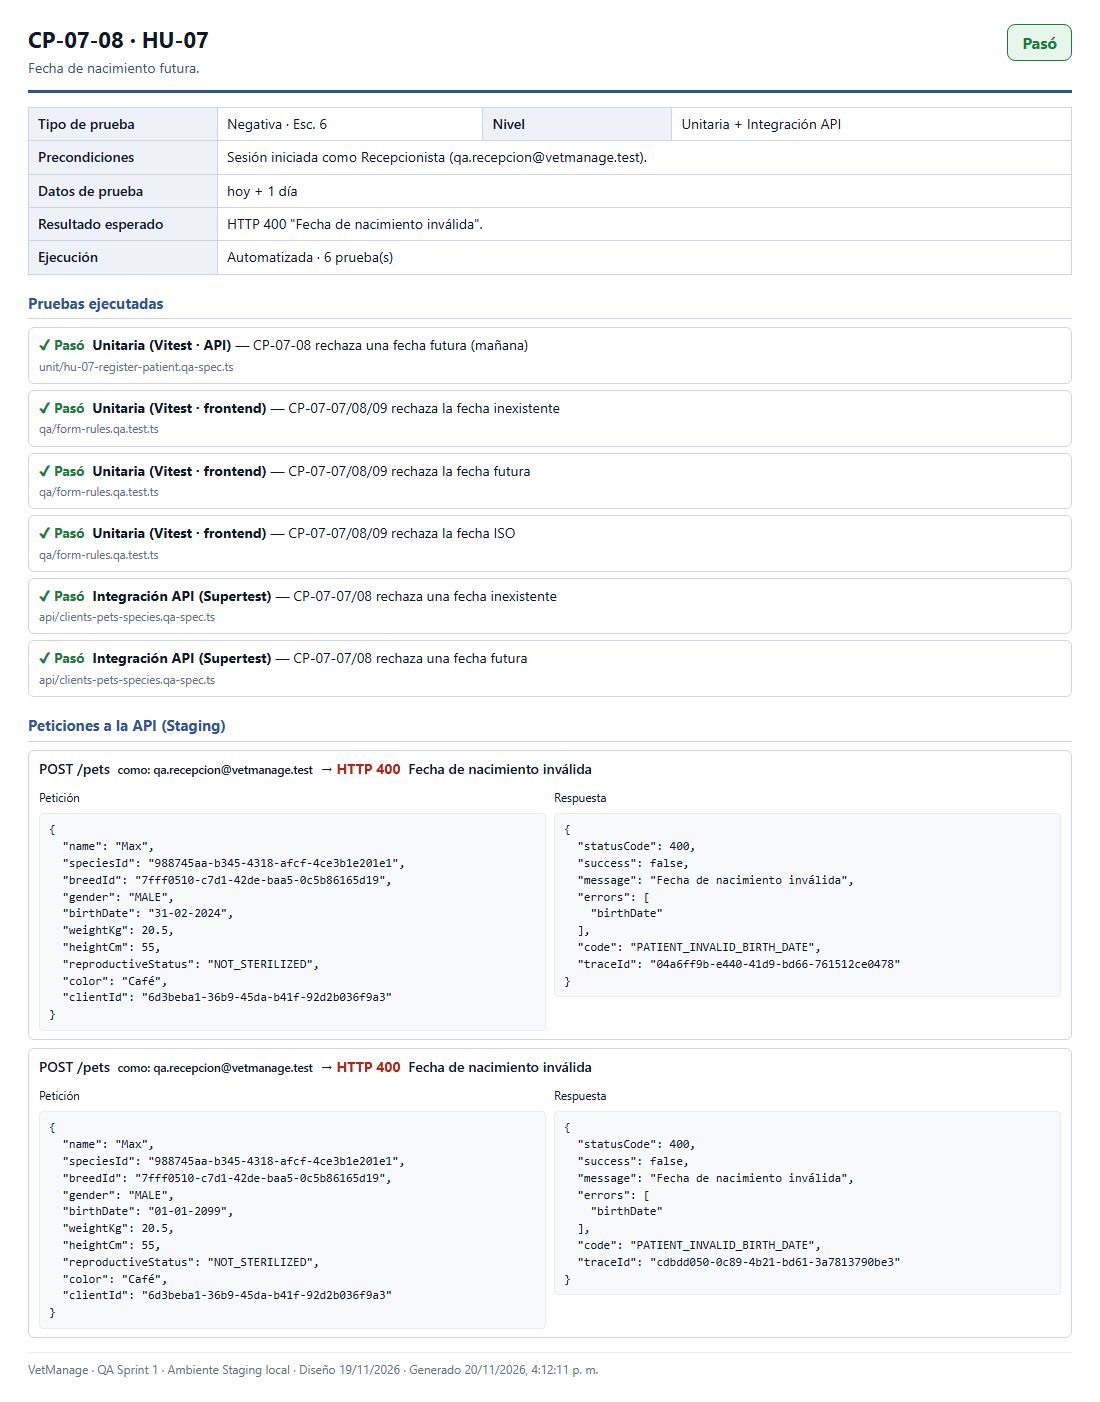 CP-07-08 · HU-07
Pasó
Fecha de nacimiento futura.
Tipo de prueba Negativa · Esc. 6 Nivel Unitaria + Integración API
Precondiciones Sesión iniciada como Recepcionista (qa.recepcion@vetmanage.test).
Datos de prueba hoy + 1 día
Resultado esperado HTTP 400 "Fecha de nacimiento inválida".
Ejecución Automatizada · 6 prueba(s)
Pruebas ejecutadas
✓ Pasó Unitaria (Vitest · API) — CP-07-08 rechaza una fecha futura (mañana)
unit/hu-07-register-patient.qa-spec.ts
✓ Pasó Unitaria (Vitest · frontend) — CP-07-07/08/09 rechaza la fecha inexistente
qa/form-rules.qa.test.ts
✓ Pasó Unitaria (Vitest · frontend) — CP-07-07/08/09 rechaza la fecha futura
qa/form-rules.qa.test.ts
✓ Pasó Unitaria (Vitest · frontend) — CP-07-07/08/09 rechaza la fecha ISO
qa/form-rules.qa.test.ts
✓ Pasó Integración API (Supertest) — CP-07-07/08 rechaza una fecha inexistente
api/clients-pets-species.qa-spec.ts
✓ Pasó Integración API (Supertest) — CP-07-07/08 rechaza una fecha futura
api/clients-pets-species.qa-spec.ts
Peticiones a la API (Staging)
POST /pets como: qa.recepcion@vetmanage.test → HTTP 400 Fecha de nacimiento inválida
Petición
{
"name": "Max",
"speciesId": "988745aa-b345-4318-afcf-4ce3b1e201e1",
"breedId": "7fff0510-c7d1-42de-baa5-0c5b86165d19",
"gender": "MALE",
"birthDate": "31-02-2024",
"weightKg": 20.5,
"heightCm": 55,
"reproductiveStatus": "NOT_STERILIZED",
"color": "Café",
"clientId": "6d3beba1-36b9-45da-b41f-92d2b036f9a3"
}
Respuesta
{
"statusCode": 400,
"success": false,
"message": "Fecha de nacimiento inválida",
"errors": [
"birthDate"
],
"code": "PATIENT_INVALID_BIRTH_DATE",
"traceId": "04a6ff9b-e440-41d9-bd66-761512ce0478"
}
POST /pets como: qa.recepcion@vetmanage.test → HTTP 400 Fecha de nacimiento inválida
Petición
{
"name": "Max",
"speciesId": "988745aa-b345-4318-afcf-4ce3b1e201e1",
"breedId": "7fff0510-c7d1-42de-baa5-0c5b86165d19",
"gender": "MALE",
"birthDate": "01-01-2099",
"weightKg": 20.5,
"heightCm": 55,
"reproductiveStatus": "NOT_STERILIZED",
"color": "Café",
"clientId": "6d3beba1-36b9-45da-b41f-92d2b036f9a3"
}
Respuesta
{
"statusCode": 400,
"success": false,
"message": "Fecha de nacimiento inválida",
"errors": [
"birthDate"
],
"code": "PATIENT_INVALID_BIRTH_DATE",
"traceId": "cdbdd050-0c89-4b21-bd61-3a7813790be3"
}
VetManage · QA Sprint 1 · Ambiente Staging local · Diseño 19/11/2026 · Generado 20/11/2026, 4:12:11 p. m.